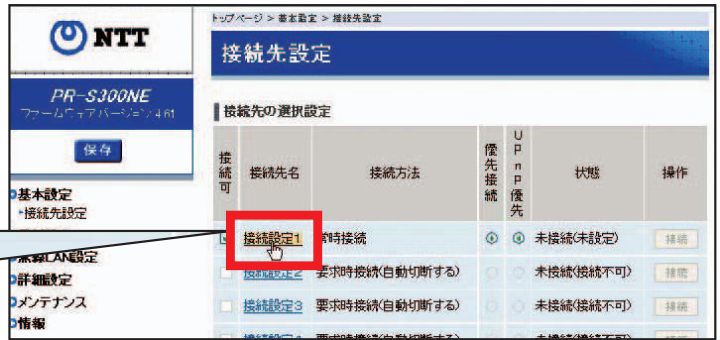 NTT
PR-S300NE
ファームウェアバージョン 4.61
保存
基本設定
接続先設定
無線LAN設定
詳細設定
メンテナンス
情報
トップページ > 基本設定 > 接続先設定
接続先設定
接続先の選択設定
接続可 接続先名 接続方法 優先接続 UPnP優先 状態 操作
接続設定1 常時接続 未接続(未設定) 接続
接続設定2 要求時接続(自動切断する) 未接続(接続不可) 接続
接続設定3 要求時接続(自動切断する) 未接続(接続不可) 接続